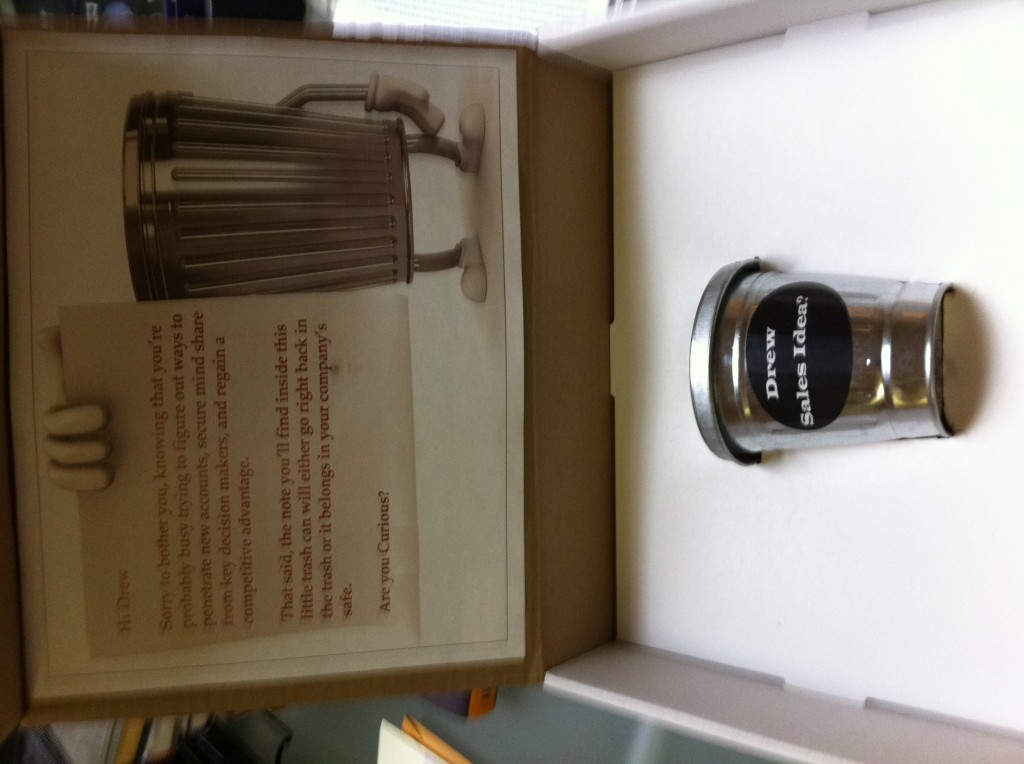 Hi Drew
Sorry to bother you, knowing that you're
probably busy trying to figure out ways to
penetrate new accounts, secure mind share
from key decision makers, and regain a
competitive advantage.
That said, the note you'll find inside this
little trash can will either go right back in
the trash or it belongs in your company's
safe.
Are you Curious?
Drew
Sales Idea?